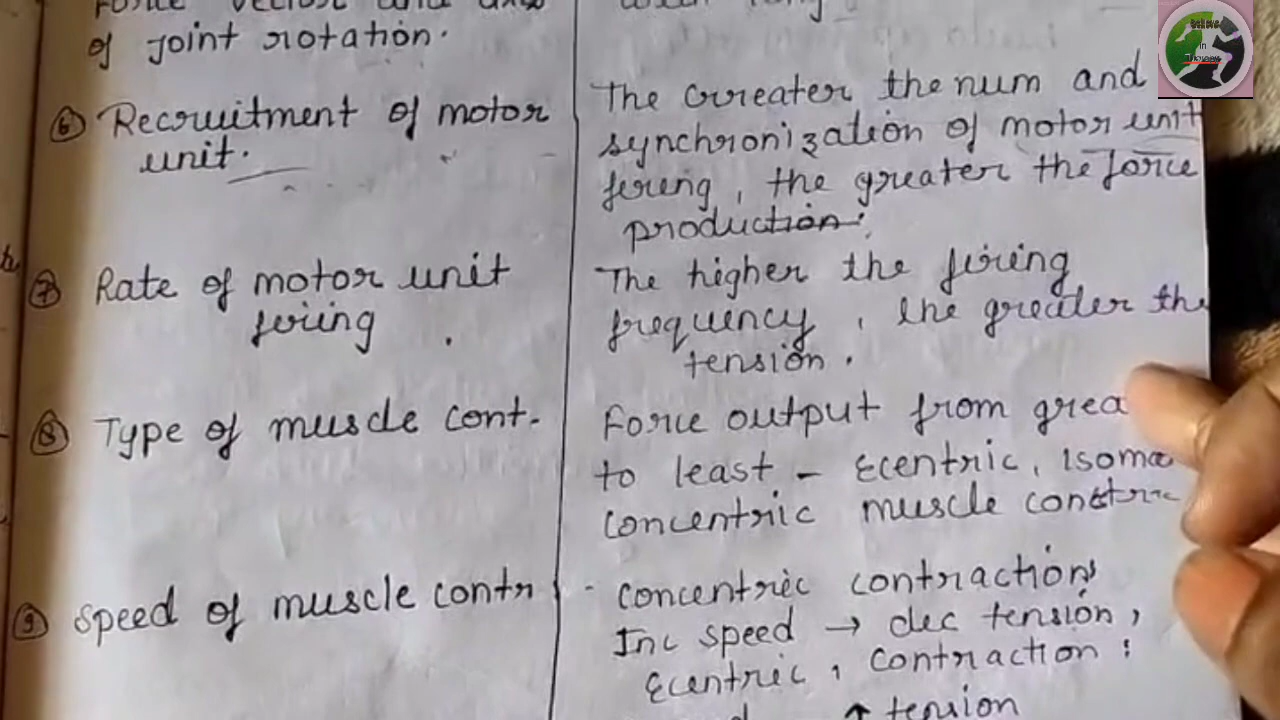 of Joint rotation.
⑥ Recruitment of motor
unit.
The Greater the num and
synchronization of motor unit
fireng, the greater the force
production.
⑦ Rate of motor unit
firing.
The higher the firing
frequency, the greater the
tension.
⑧ Type of muscle cont.
Force output from grea
to least - Ecentric, Isome
concentric muscle contrac
⑨ Speed of muscle contr
concentric contractions
Inc speed → dec tension,
Ecentric, contraction :
↑ tension